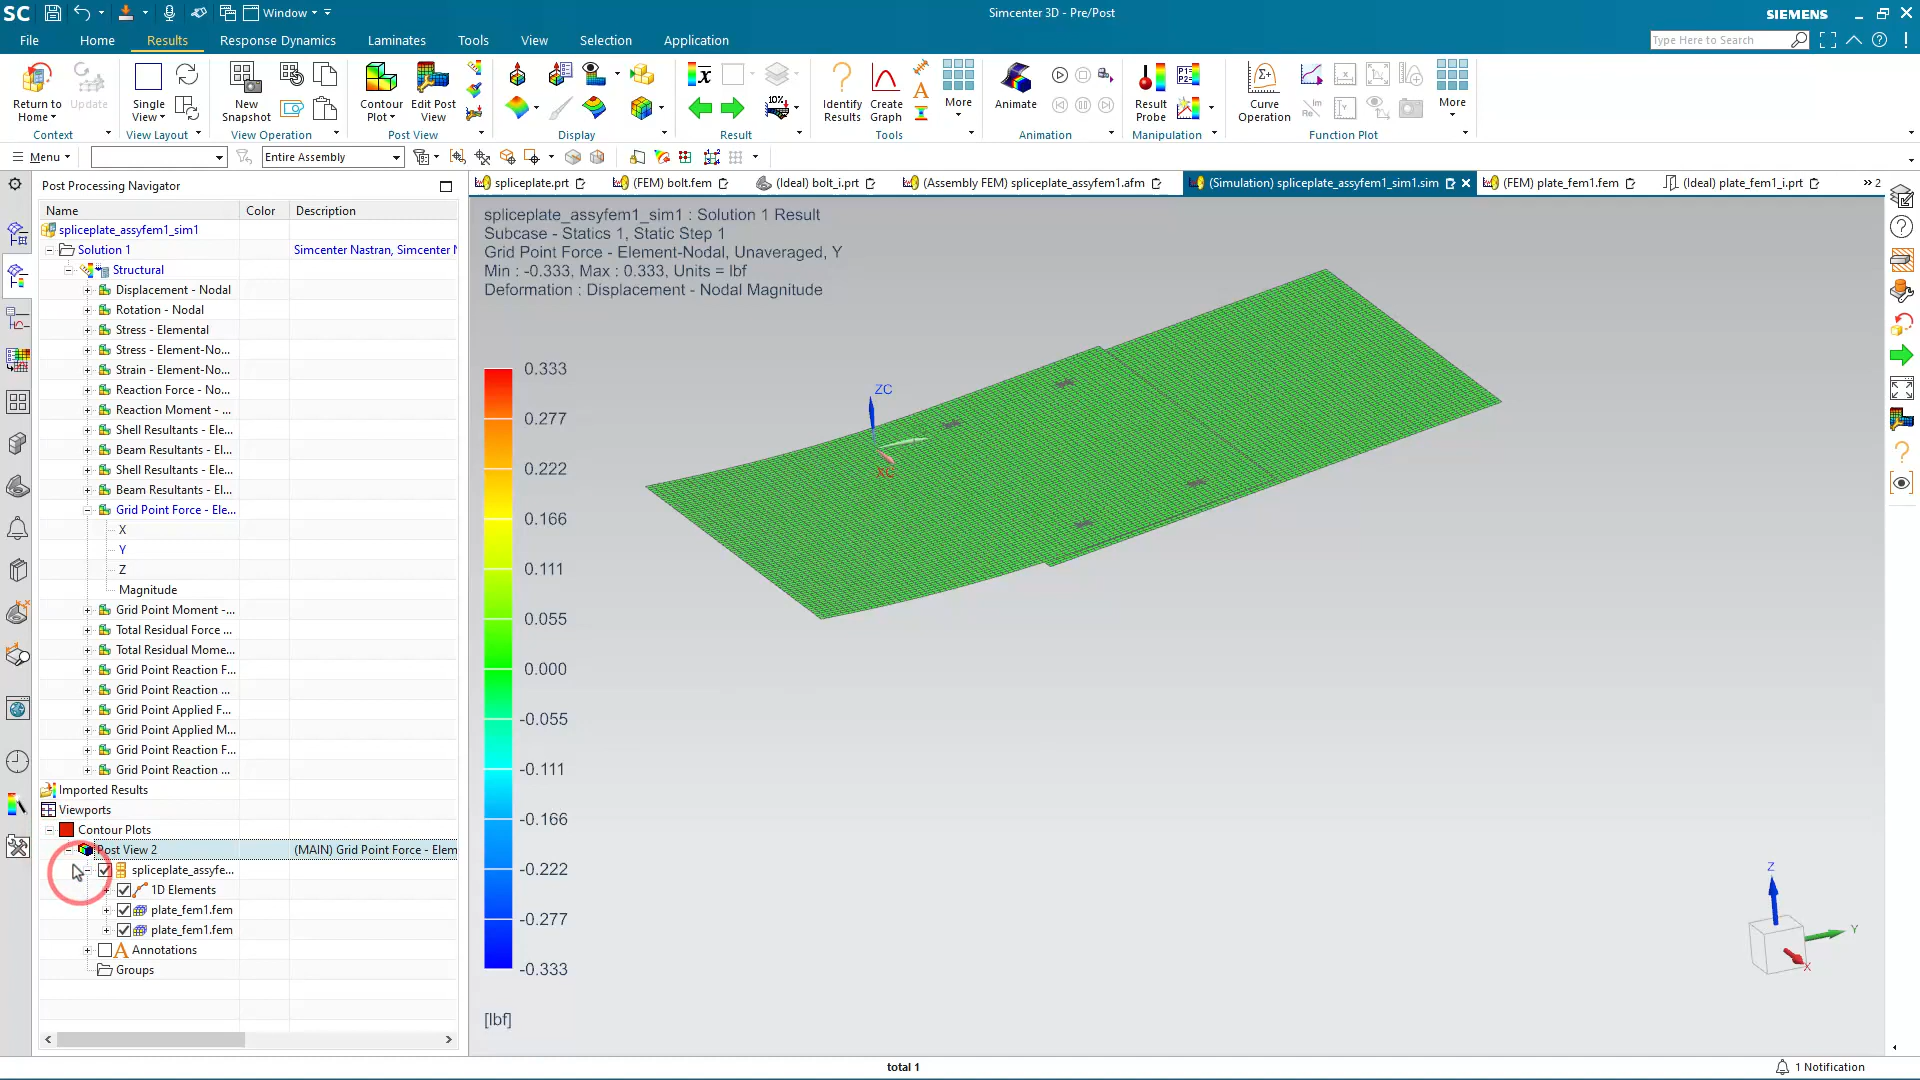 SC Window Simcenter 3D - Pre/Post SIEMENS
File Home Results Response Dynamics Laminates Tools View Selection Application Type Here to Search
Return to Home Update Single View New Snapshot Contour Plot Edit Post View Identify Results Create Graph More Animate Result Probe Curve Operation More
Context View Layout View Operation Post View Display Result Tools Animation Manipulation Function Plot
Menu Entire Assembly
Post Processing Navigator
spliceplate.prt (FEM) bolt.fem (Ideal) bolt_i.prt (Assembly FEM) spliceplate_assyfem1.afm (Simulation) spliceplate_assyfem1_sim1.sim (FEM) plate_fem1.fem (Ideal) plate_fem1_i.prt 2
Name Color Description
spliceplate_assyfem1_sim1
Solution 1 Simcenter Nastran, Simcenter N
Structural
Displacement - Nodal
Rotation - Nodal
Stress - Elemental
Stress - Element-No...
Strain - Element-No...
Reaction Force - No...
Reaction Moment - ...
Shell Resultants - Ele...
Beam Resultants - El...
Shell Resultants - Ele...
Beam Resultants - El...
Grid Point Force - Ele...
X
Y
Z
Magnitude
Grid Point Moment -...
Total Residual Force ...
Total Residual Mome...
Grid Point Reaction F...
Grid Point Reaction ...
Grid Point Applied F...
Grid Point Applied M...
Grid Point Reaction F...
Grid Point Reaction ...
Imported Results
Viewports
Contour Plots
Post View 2 (MAIN) Grid Point Force - Elem
spliceplate_assyfe...
1D Elements
plate_fem1.fem
plate_fem1.fem
Annotations
Groups
spliceplate_assyfem1_sim1 : Solution 1 Result
Subcase - Statics 1, Static Step 1
Grid Point Force - Element-Nodal, Unaveraged, Y
Min : -0.333, Max : 0.333, Units = lbf
Deformation : Displacement - Nodal Magnitude
0.333
0.277
0.222
0.166
0.111
0.055
0.000
-0.055
-0.111
-0.166
-0.222
-0.277
-0.333
[lbf]
ZC
XC
Z
Y
X
total 1
1 Notification